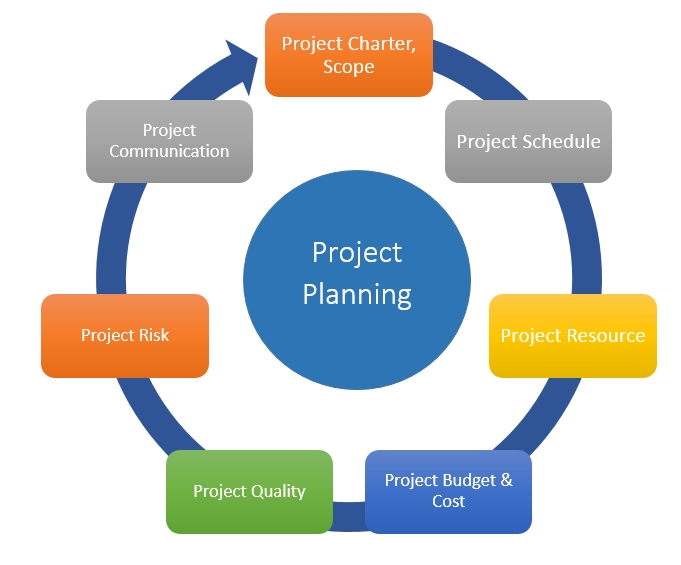 Project Charter,
Scope
Project Schedule
Project Resource
Project Budget &
Cost
Project Quality
Project Risk
Project
Communication
Project
Planning